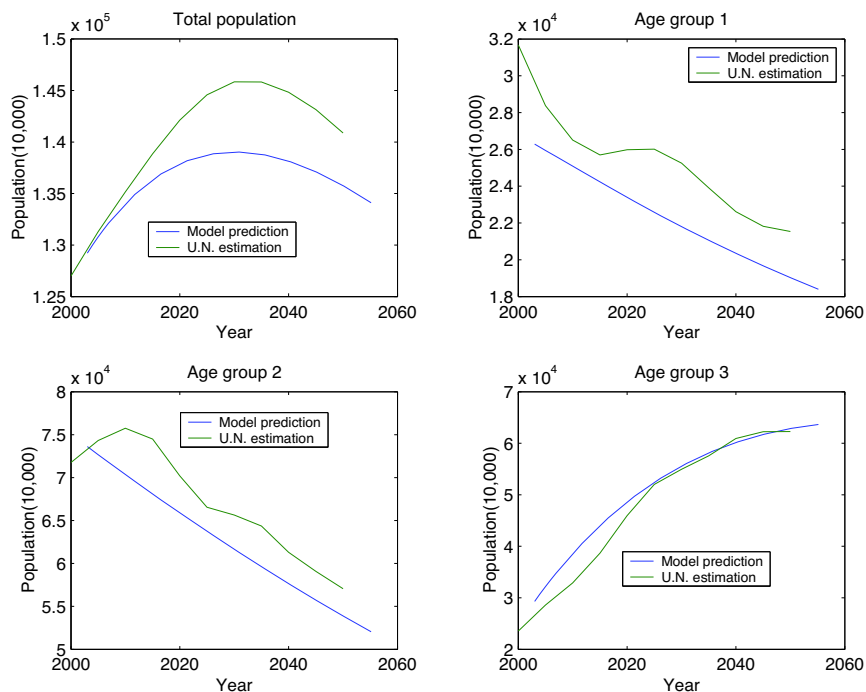 Total population
x 10^5
1.5
1.45
1.4
1.35
1.3
1.25
2000 2020 2040 2060
Year
Population(10,000)
Model prediction
U.N. estimation
Age group 1
x 10^4
3.2
3
2.8
2.6
2.4
2.2
2
1.8
2000 2020 2040 2060
Year
Population(10,000)
Model prediction
U.N. estimation
Age group 2
x 10^4
8
7.5
7
6.5
6
5.5
5
2000 2020 2040 2060
Year
Population(10,000)
Model prediction
U.N. estimation
Age group 3
x 10^4
7
6
5
4
3
2
2000 2020 2040 2060
Year
Population(10,000)
Model prediction
U.N. estimation